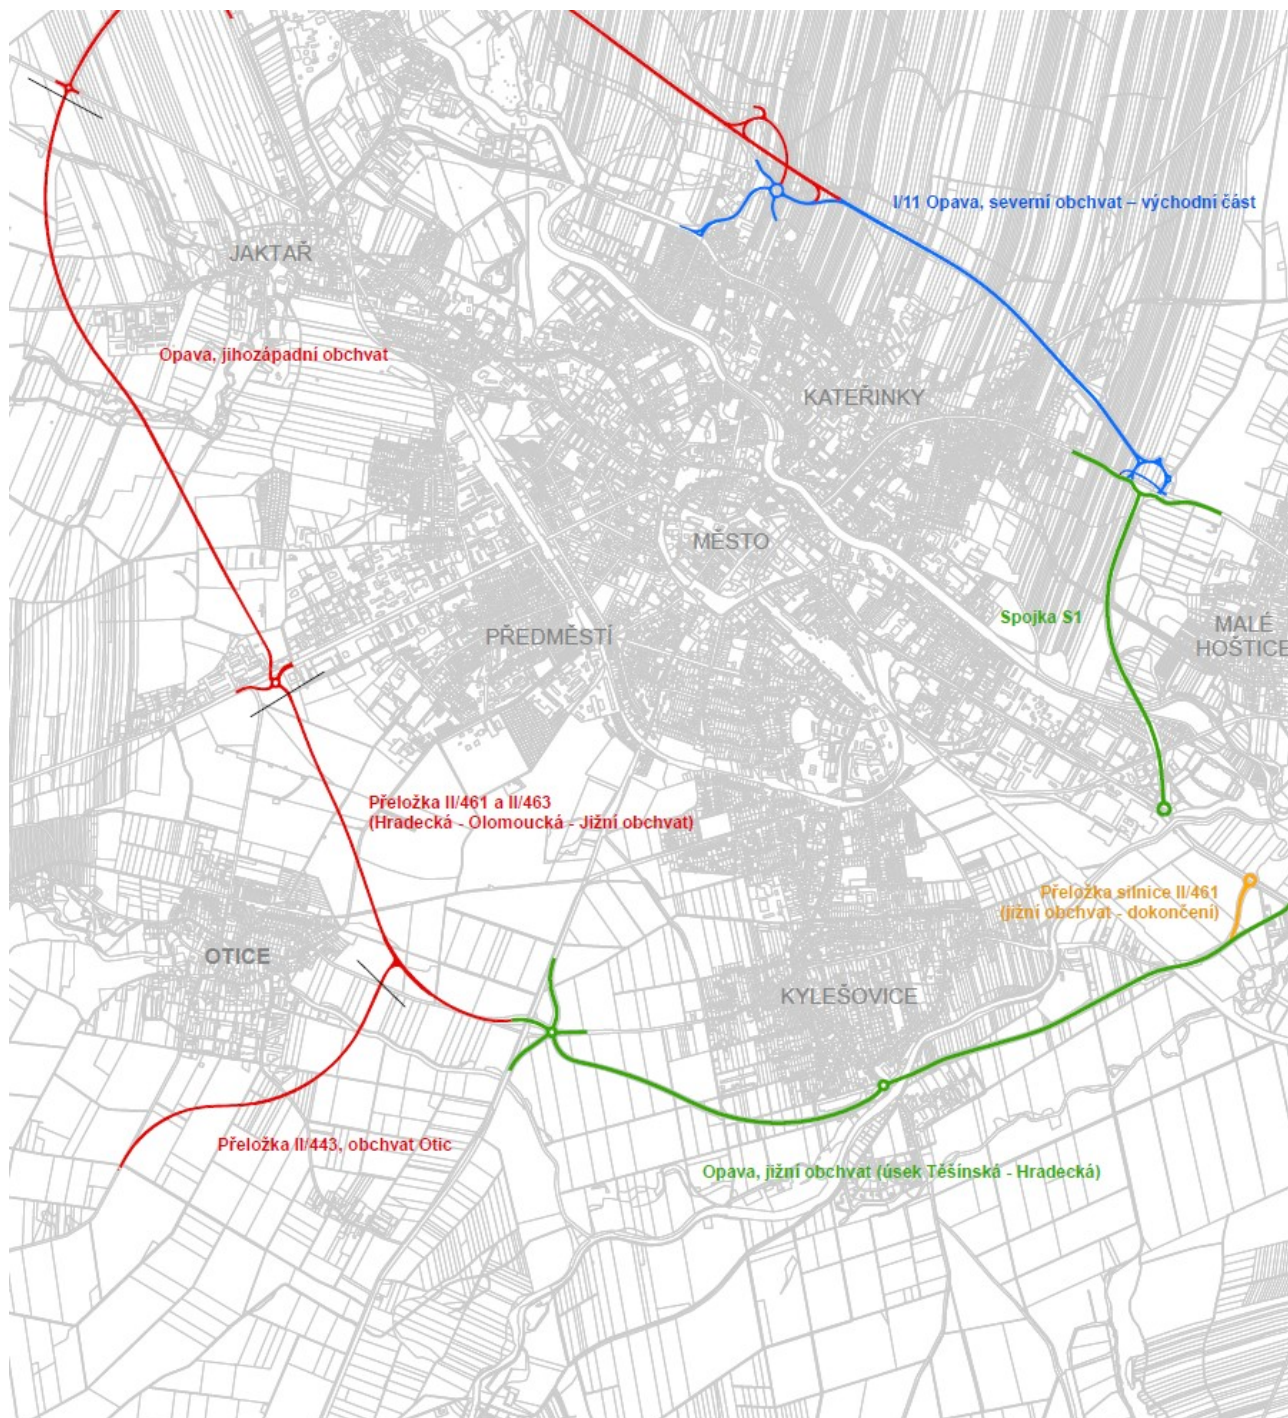 I/11 Opava, severní obchvat – východní část
JAKTAŘ
Opava, jihozápadní obchvat
KATEŘINKY
MĚSTO
Spojka S1
MALÉ
HOŠTICE
PŘEDMĚSTÍ
Přeložka II/461 a II/463
(Hradecká - Olomoucká - Jižní obchvat)
Přeložka silnice II/461
(jižní obchvat - dokončení)
OTICE
KYLEŠOVICE
Přeložka II/443, obchvat Otic
Opava, jižní obchvat (úsek Těšínská - Hradecká)